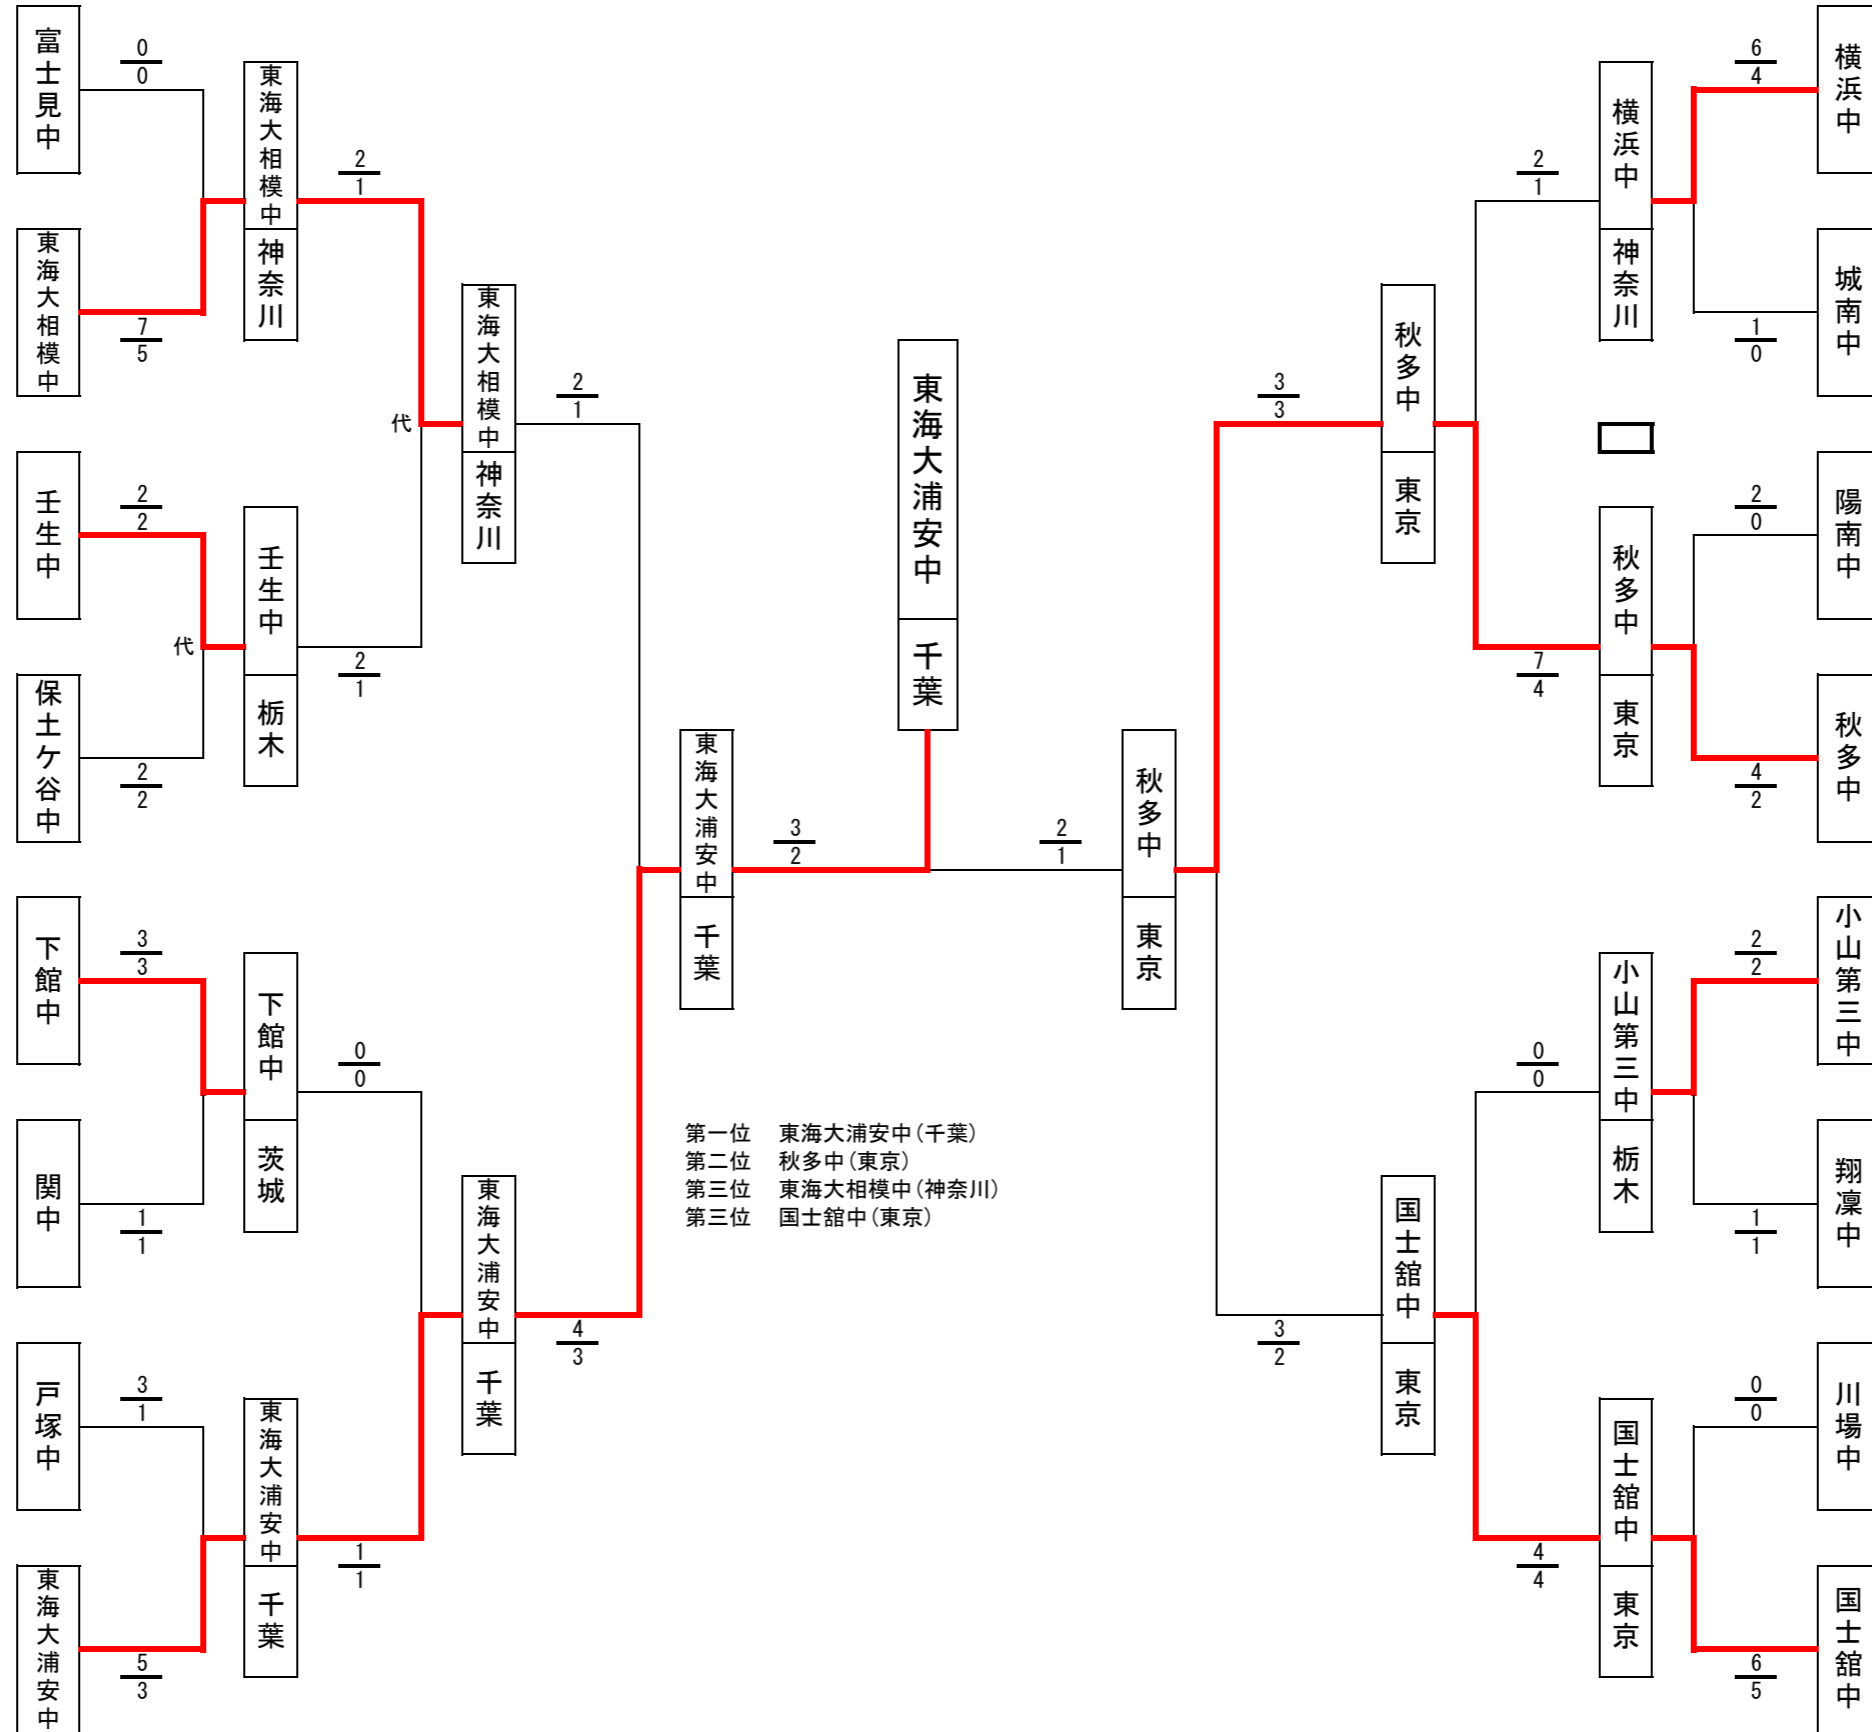 富士見中
0
0
東海大相模中
7
5
壬生中
2
2
代
保土ケ谷中
2
2
下館中
3
3
関中
1
1
戸塚中
3
1
東海大浦安中
5
3
東海大相模中
神奈川
2
1
代
壬生中
栃木
2
1
下館中
茨城
0
0
東海大浦安中
千葉
1
1
東海大相模中
神奈川
2
1
東海大浦安中
千葉
4
3
東海大浦安中
千葉
3
2
東海大浦安中
千葉
第一位 東海大浦安中(千葉)
第二位 秋多中(東京)
第三位 東海大相模中(神奈川)
第三位 国士舘中(東京)
2
1
秋多中
東京
3
3
秋多中
東京
3
2
国士舘中
東京
2
1
横浜中
神奈川
7
4
秋多中
東京
0
0
小山第三中
栃木
4
4
国士舘中
東京
6
4
横浜中
1
0
城南中
2
0
陽南中
4
2
秋多中
2
2
小山第三中
1
1
翔凜中
0
0
川場中
6
5
国士舘中